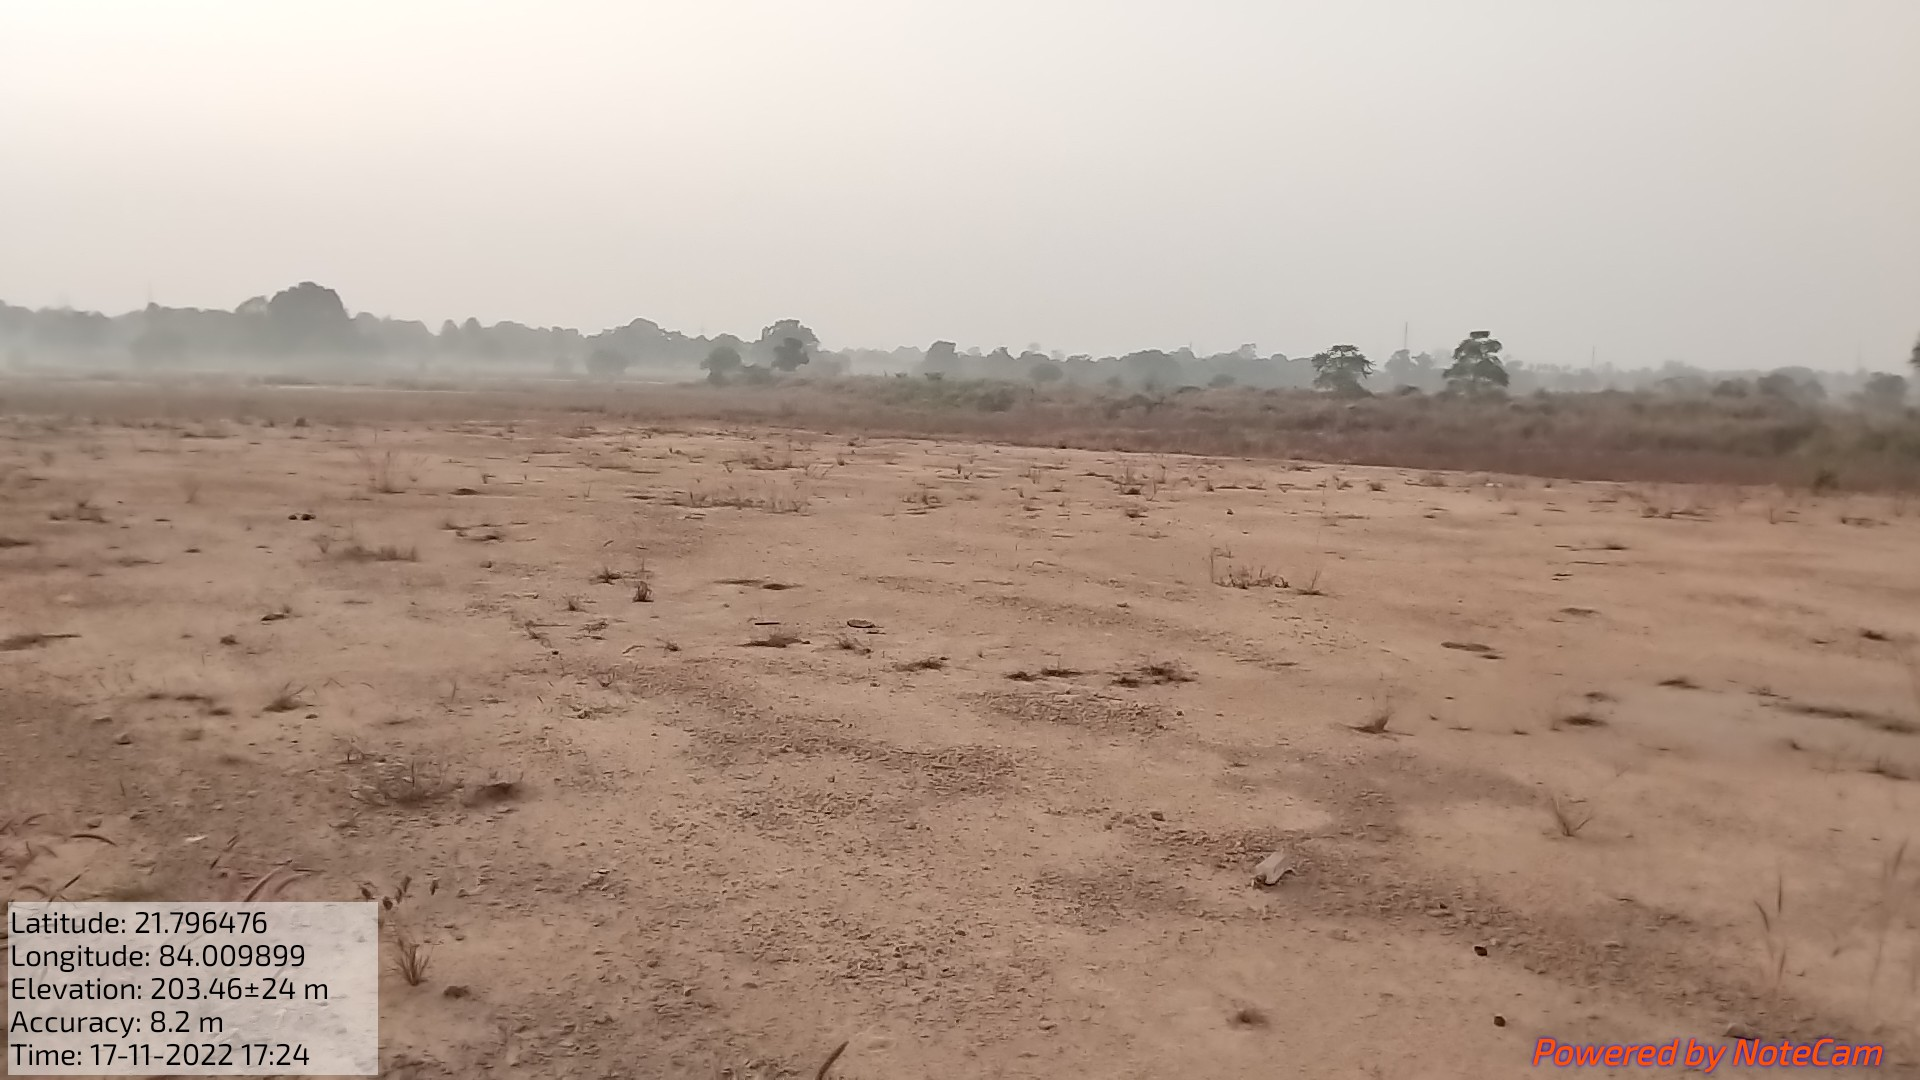 Latitude: 21.796476
Longitude: 84.009899
Elevation: 203.46±24 m
Accuracy: 8.2 m
Time: 17-11-2022 17:24
Powered by NoteCam